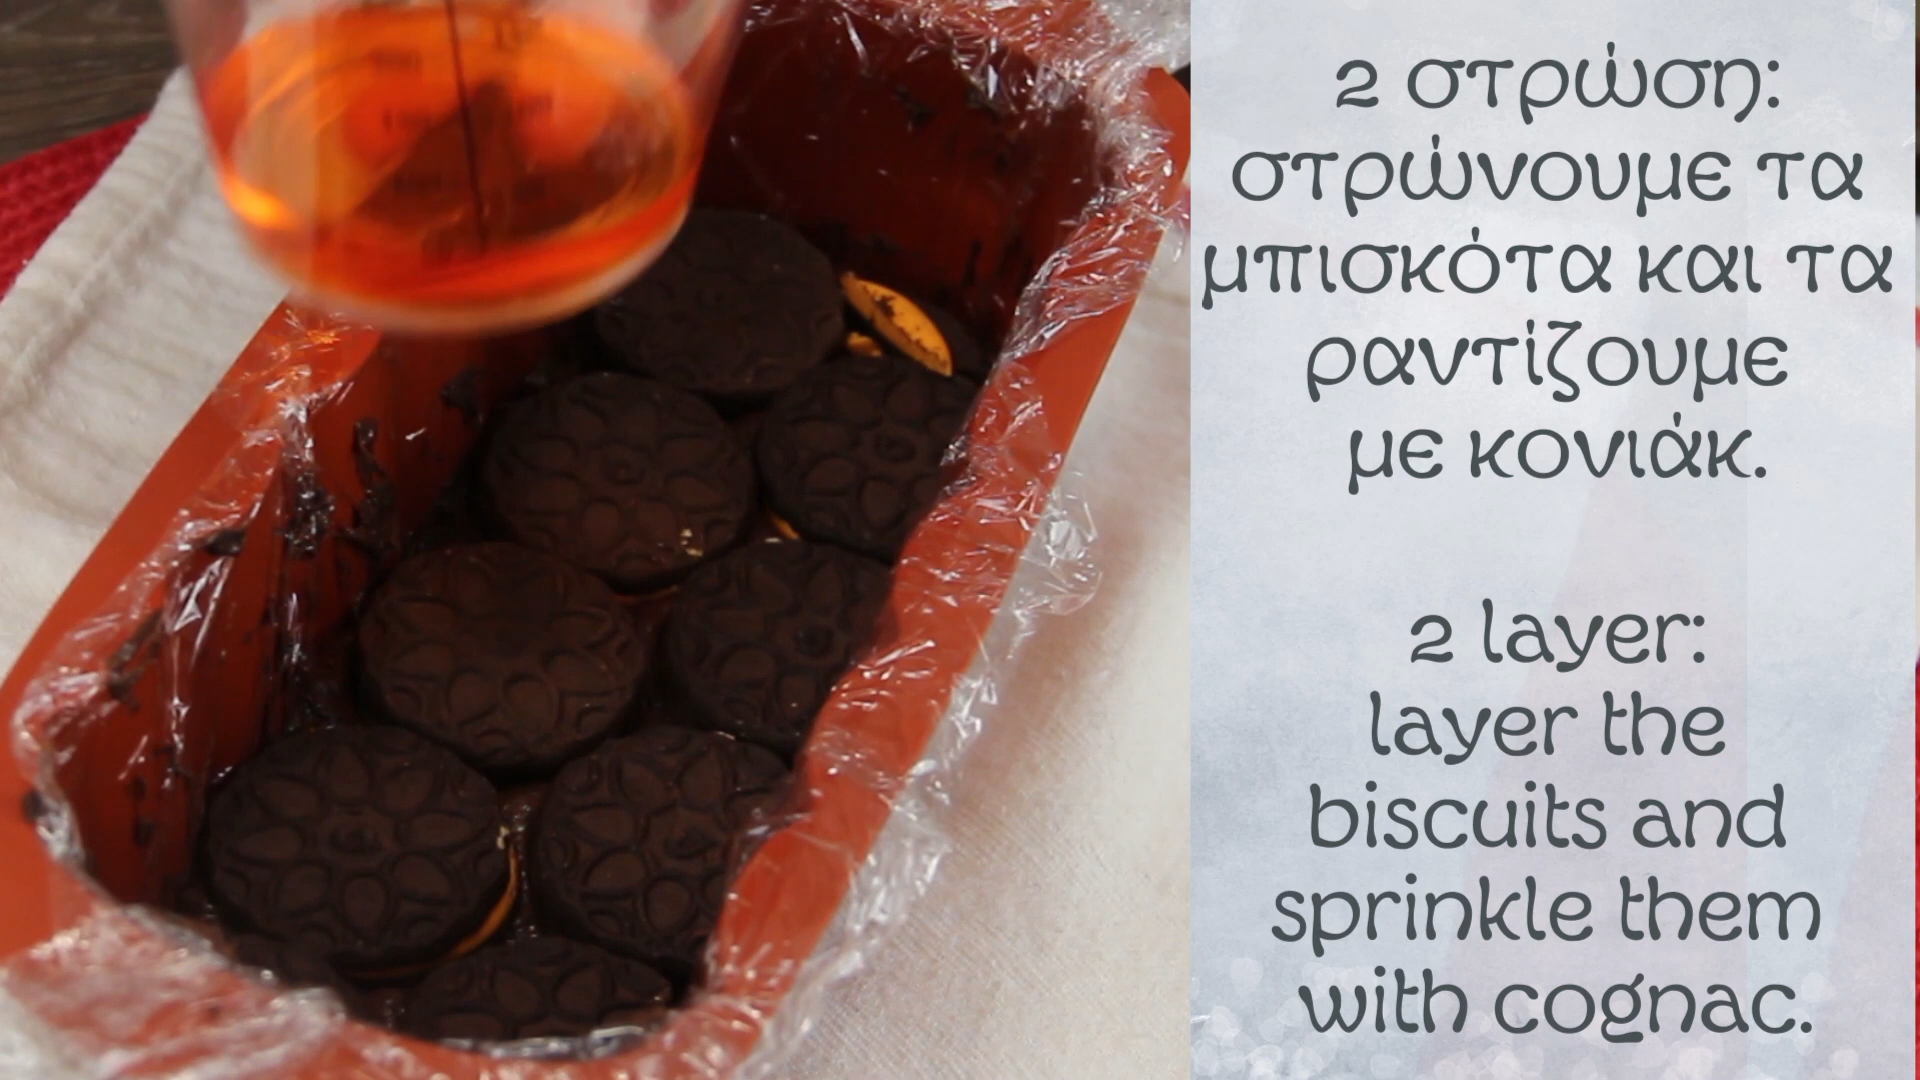 2 στρώση:
στρώνουμε τα
μπισκότα και τα
ραντίζουμε
με κονιάκ.
2 layer:
layer the
biscuits and
sprinkle them
with cognac.